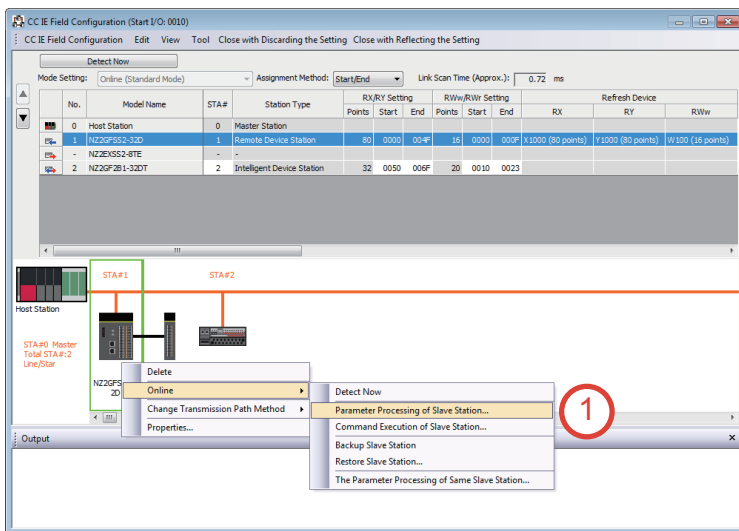 CC IE Field Configuration (Start I/O: 0010)
CC IE Field Configuration Edit View Tool Close with Discarding the Setting Close with Reflecting the Setting
Detect Now
Mode Setting: Online (Standard Mode) Assignment Method: Start/End Link Scan Time (Approx.): 0.72 ms
No. Model Name STA# Station Type RX/RY Setting RWw/RWr Setting Refresh Device
Points Start End Points Start End RX RY RWw
0 Host Station 0 Master Station
1 NZ2GFSS2-32D 1 Remote Device Station 80 0000 004F 16 0000 000F X1000 (80 points) Y1000 (80 points) W100 (16 points)
- NZ2EXSS2-8TE - -
2 NZ2GF2B1-32DT 2 Intelligent Device Station 32 0050 006F 20 0010 0023
STA#1 STA#2
Host Station
STA#0 Master
Total STA#:2
Line/Star
NZ2GFS
2D
Delete
Online
Change Transmission Path Method
Properties...
Detect Now
Parameter Processing of Slave Station...
Command Execution of Slave Station...
Backup Slave Station
Restore Slave Station...
The Parameter Processing of Same Slave Station...
1
Output